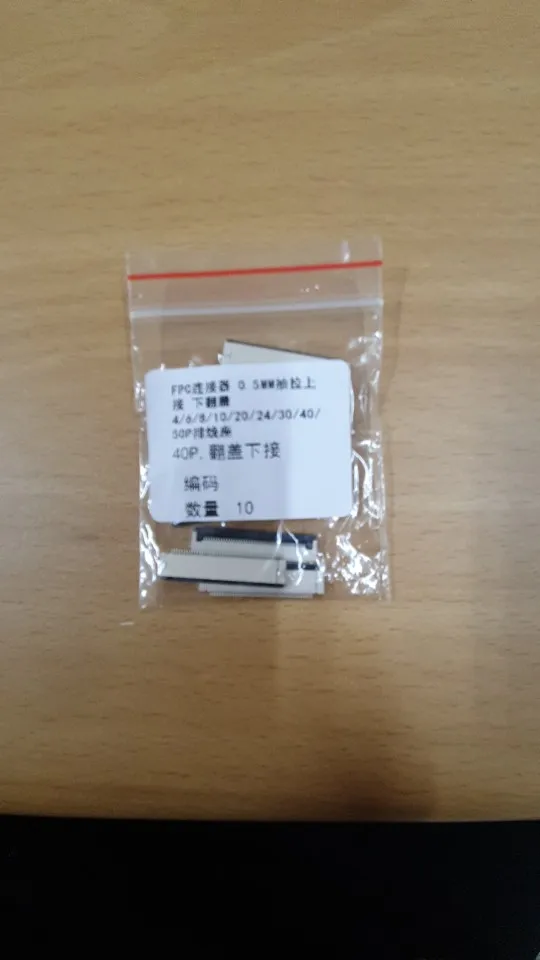 FPC连接器 0.5MM抽拉上
接 下翻盖
4/6/8/10/20/24/30/40/
50P排线座
40P. 翻盖下接
编码
数量 10